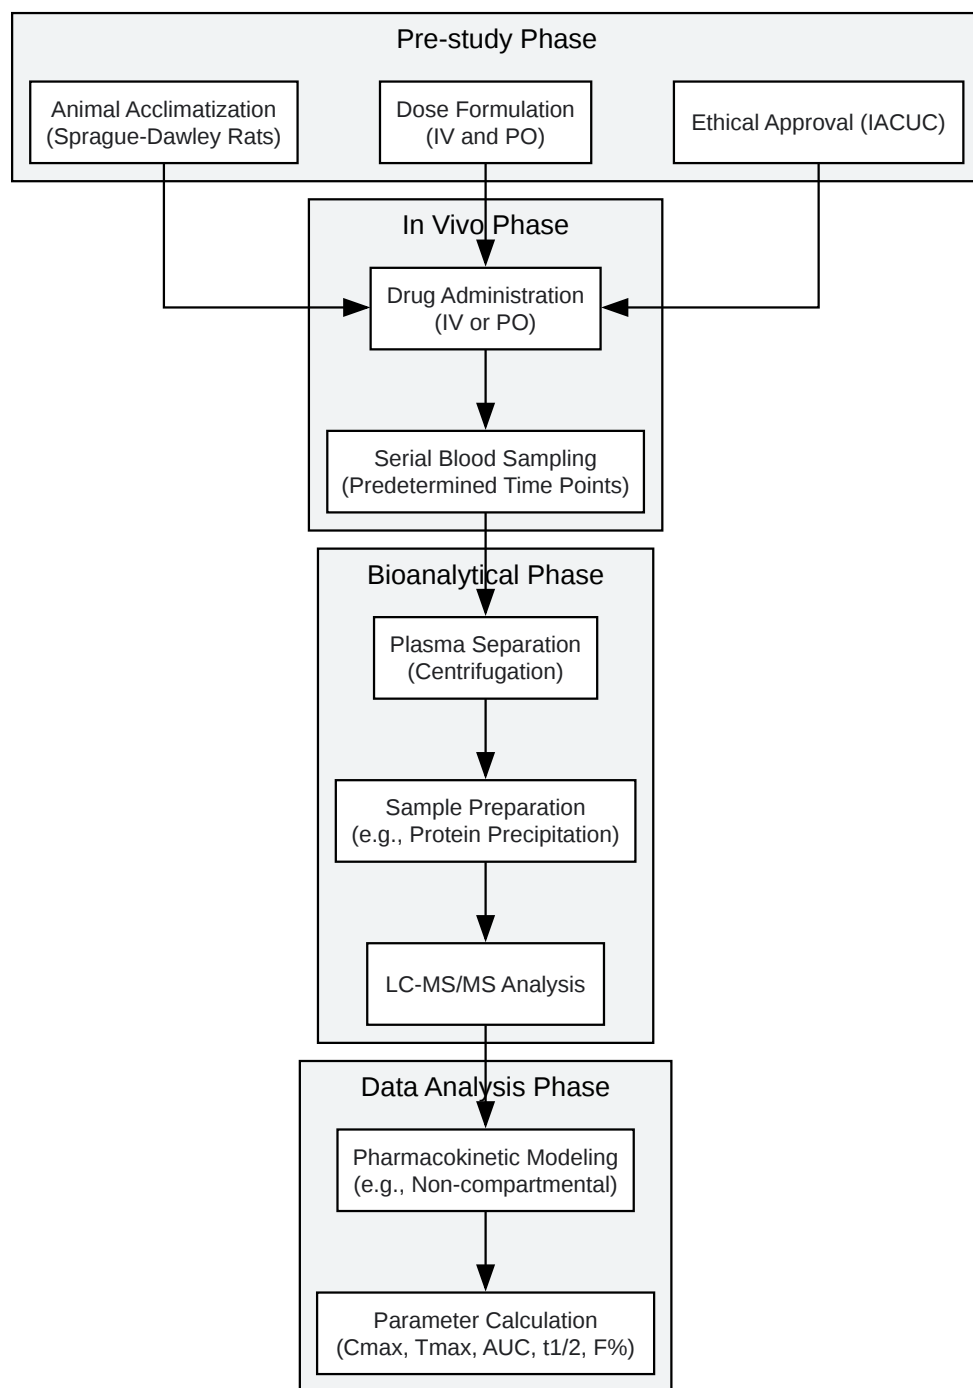 Pre-study Phase
Animal Acclimatization
(Sprague-Dawley Rats)
Dose Formulation
(IV and PO)
Ethical Approval (IACUC)
In Vivo Phase
Drug Administration
(IV or PO)
Serial Blood Sampling
(Predetermined Time Points)
Bioanalytical Phase
Plasma Separation
(Centrifugation)
Sample Preparation
(e.g., Protein Precipitation)
LC-MS/MS Analysis
Data Analysis Phase
Pharmacokinetic Modeling
(e.g., Non-compartmental)
Parameter Calculation
(Cmax, Tmax, AUC, t1/2, F%)